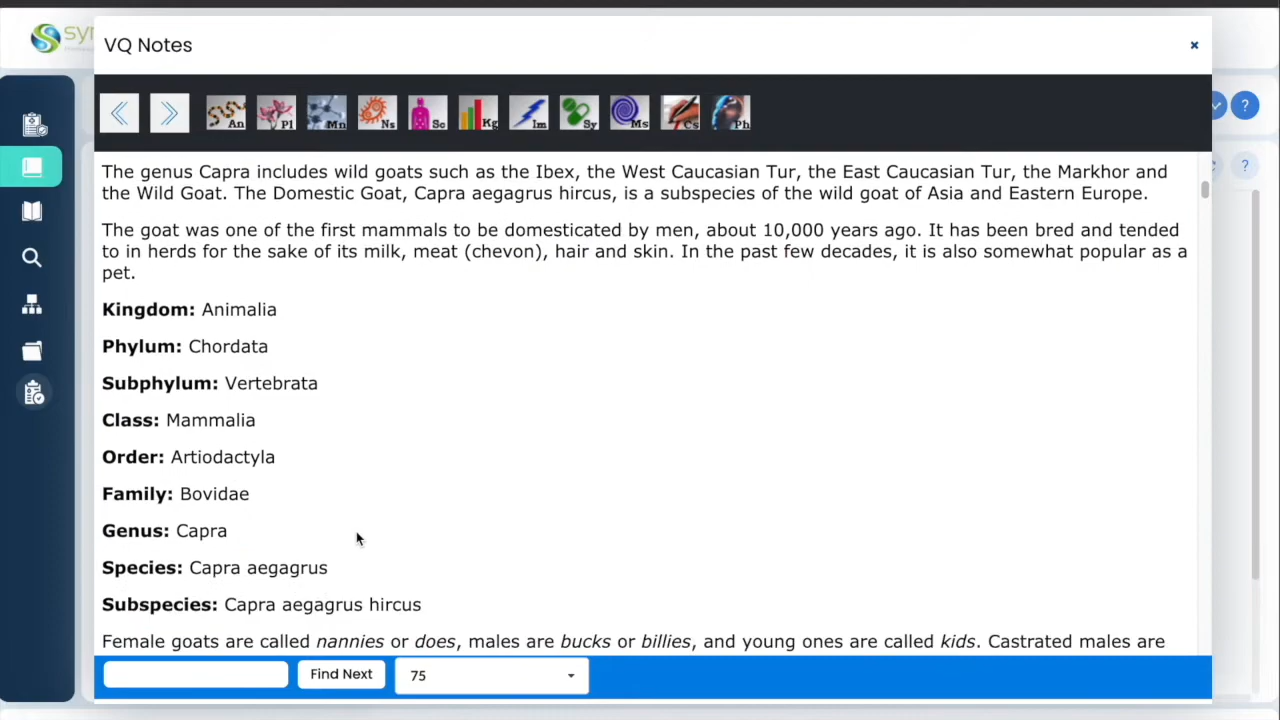 syn
VQ Notes
×
An
Pl
Mn
Ns
Sc
Kg
Im
Sy
Ms
Cs
Ph
?
?
The genus Capra includes wild goats such as the Ibex, the West Caucasian Tur, the East Caucasian Tur, the Markhor and
the Wild Goat. The Domestic Goat, Capra aegagrus hircus, is a subspecies of the wild goat of Asia and Eastern Europe.
The goat was one of the first mammals to be domesticated by men, about 10,000 years ago. It has been bred and tended
to in herds for the sake of its milk, meat (chevon), hair and skin. In the past few decades, it is also somewhat popular as a
pet.
Kingdom: Animalia
Phylum: Chordata
Subphylum: Vertebrata
Class: Mammalia
Order: Artiodactyla
Family: Bovidae
Genus: Capra
Species: Capra aegagrus
Subspecies: Capra aegagrus hircus
Female goats are called nannies or does, males are bucks or billies, and young ones are called kids. Castrated males are
Find Next
75